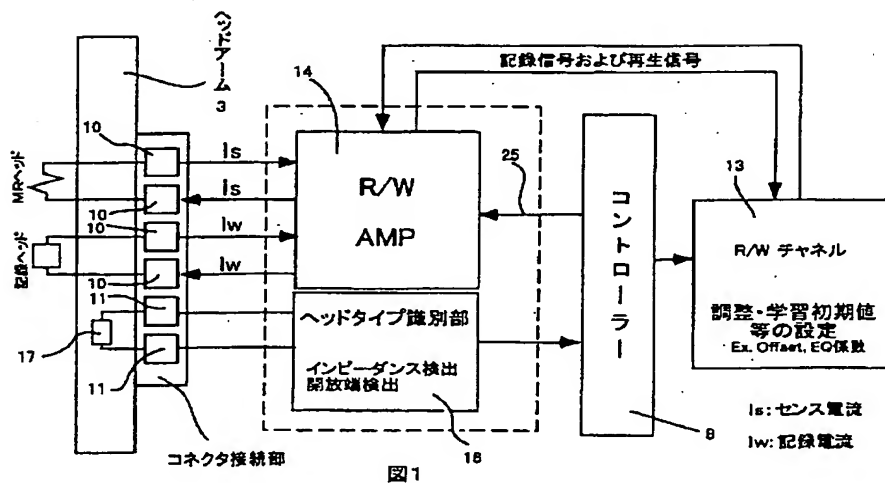 ヘッドアーム
3
MRヘッド
記録ヘッド
17
10
10
10
10
11
11
Is
Is
Iw
Iw
コネクタ接続部
14
R/W
AMP
ヘッドタイプ識別部
インピーダンス検出
開放端検出
18
記録信号および再生信号
25
コントローラー
8
13
R/W チャネル
調整・学習初期値
等の設定
Ex. Offset, EQ係数
Is: センス電流
Iw: 記録電流
図1